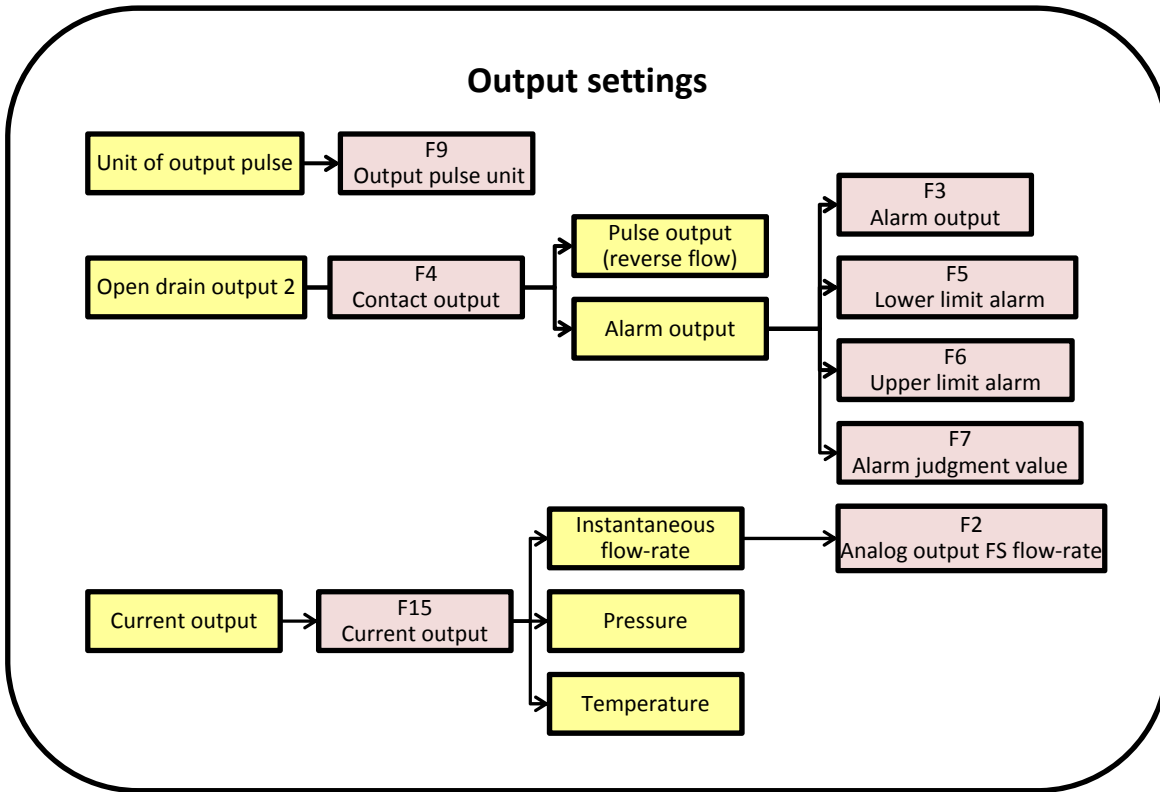 Output settings
Unit of output pulse
F9
Output pulse unit
Open drain output 2
F4
Contact output
Pulse output
(reverse flow)
Alarm output
F3
Alarm output
F5
Lower limit alarm
F6
Upper limit alarm
F7
Alarm judgment value
Current output
F15
Current output
Instantaneous
flow-rate
F2
Analog output FS flow-rate
Pressure
Temperature